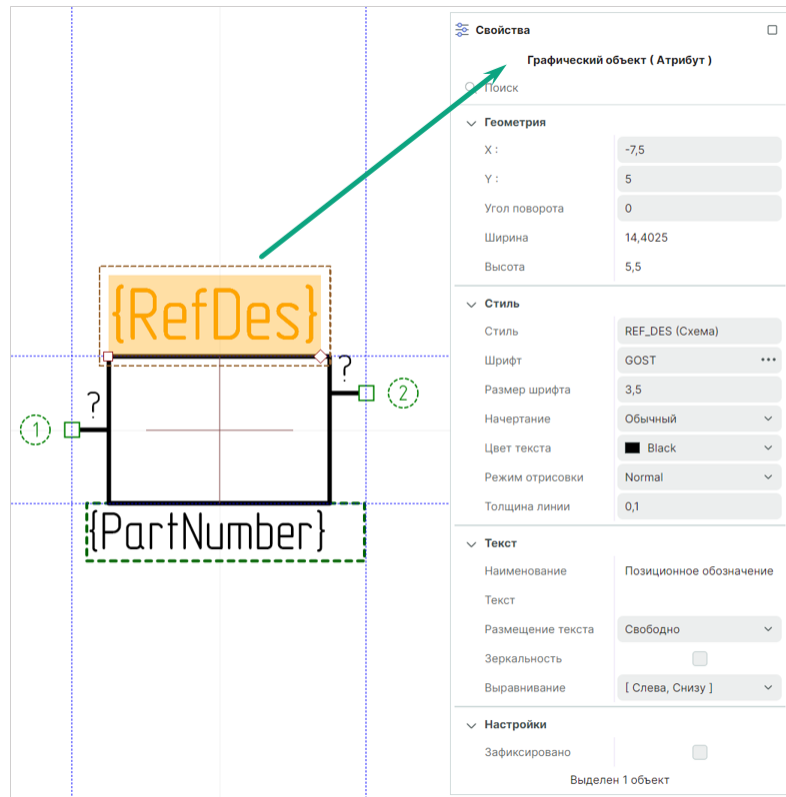 Свойства
Графический объект ( Атрибут )
Поиск
Геометрия
X :
-7,5
Y :
5
Угол поворота
0
Ширина
14,4025
Высота
5,5
Стиль
Стиль
REF_DES (Схема)
Шрифт
GOST
Размер шрифта
3,5
Начертание
Обычный
Цвет текста
Black
Режим отрисовки
Normal
Толщина линии
0,1
Текст
Наименование
Позиционное обозначение
Текст
Размещение текста
Свободно
Зеркальность
Выравнивание
[ Слева, Снизу ]
Настройки
Зафиксировано
Выделен 1 объект
{RefDes}
?
2
?
1
{PartNumber}